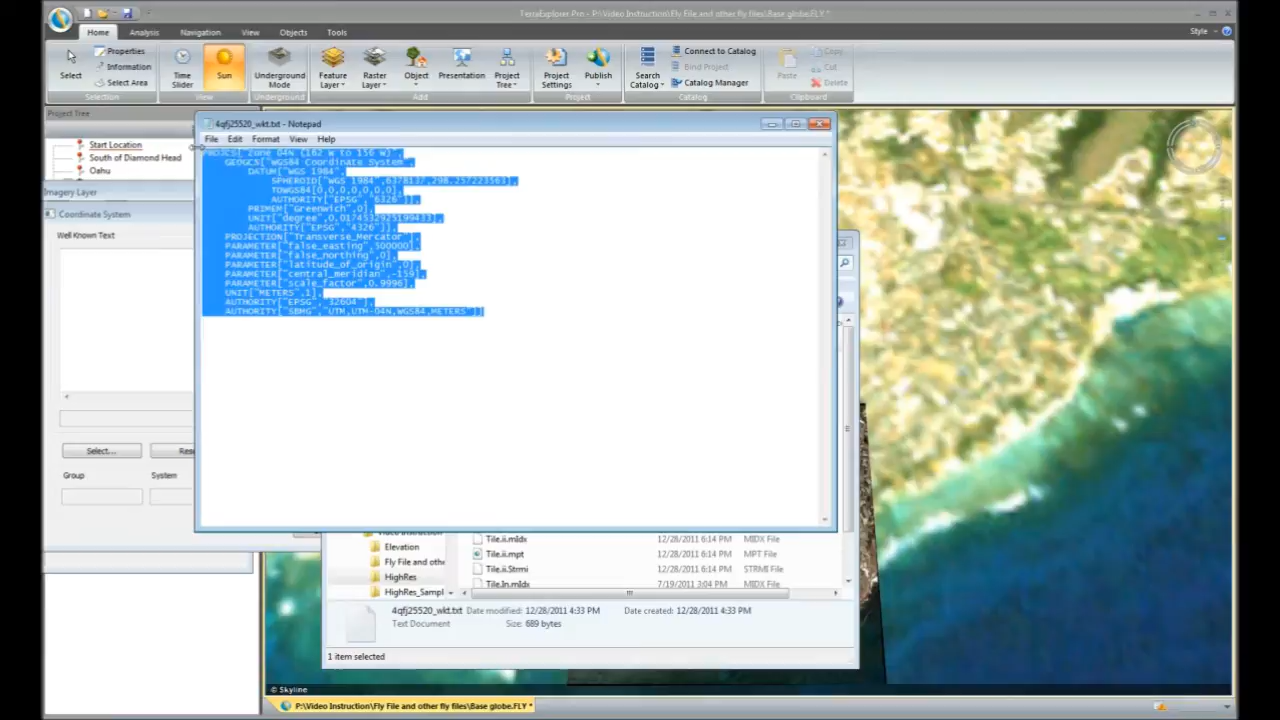 TerraExplorer Pro - P:\Video Instruction\Fly File and other fly files\Base globe.FLY *
Home Analysis Navigation View Objects Tools
Style
Select
Properties
Information
Select Area
Time
Slider
Sun
Underground
Mode
Feature
Layer
Raster
Layer
Object
Presentation
Project
Tree
Project
Settings
Publish
Search
Catalog
Connect to Catalog
Bind Project
Catalog Manager
Paste
Copy
Cut
Delete
Selection View Underground Add Project Catalog Clipboard
Project Tree
Start Location
South of Diamond Head
Oahu
Imagery Layer
Coordinate System
Well Known Text
Select...
Group System
4qfj25520_wkt.txt - Notepad
File Edit Format View Help
PROJCS["Zone 04N (162 W to 156 W)",
GEOGCS["WGS84 Coordinate System",
DATUM["WGS 1984",
SPHEROID["WGS 1984",6378137,298.257223563],
TOWGS84[0,0,0,0,0,0,0],
AUTHORITY["EPSG","6326"]],
PRIMEM["Greenwich",0],
UNIT["degree",0.0174532925199433],
AUTHORITY["EPSG","4326"]],
PROJECTION["Transverse_Mercator"],
PARAMETER["false_easting",500000],
PARAMETER["false_northing",0],
PARAMETER["latitude_of_origin",0],
PARAMETER["central_meridian",-159],
PARAMETER["scale_factor",0.9996],
UNIT["METERS",1],
AUTHORITY["EPSG","32604"],
AUTHORITY["SBMG","UTM,UTM-04N,WGS84,METERS"]]
Video Instruction
Elevation
Fly File and othe
HighRes
HighRes_Sampl
Tile.ii.midx 12/28/2011 6:14 PM MIDX File
Tile.ii.mpt 12/28/2011 6:14 PM MPT File
Tile.ii.Strmi 12/28/2011 6:14 PM STRMI File
Tile.In.midx 7/19/2011 3:04 PM MIDX File
4qfj25520_wkt.txt Date modified: 12/28/2011 4:33 PM Date created: 12/28/2011 4:33 PM
Text Document Size: 689 bytes
1 item selected
© Skyline
P:\Video Instruction\Fly File and other fly files\Base globe.FLY *